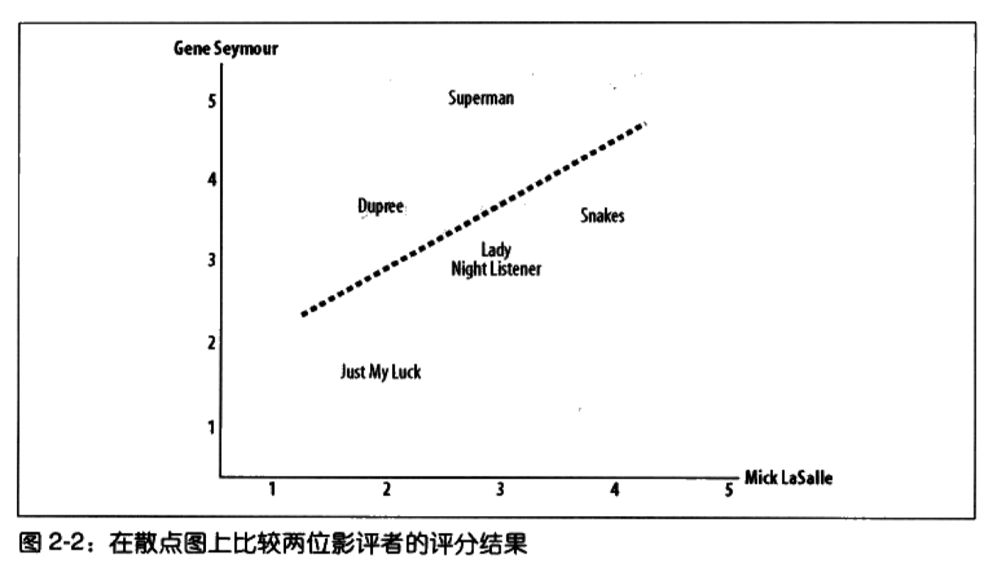 Gene Seymour
5
Superman
4
Dupree
Snakes
3
Lady
Night Listener
2
Just My Luck
1
1 2 3 4 5
Mick LaSalle
图 2-2：在散点图上比较两位影评者的评分结果